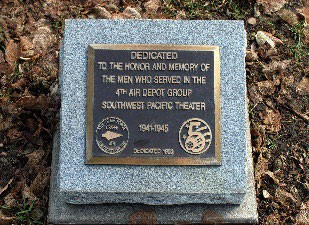 DEDICATED
TO THE HONOR AND MEMORY OF
THE MEN WHO SERVED IN THE
4TH AIR DEPOT GROUP
SOUTHWEST PACIFIC THEATER
1941-1945
DEDICATED